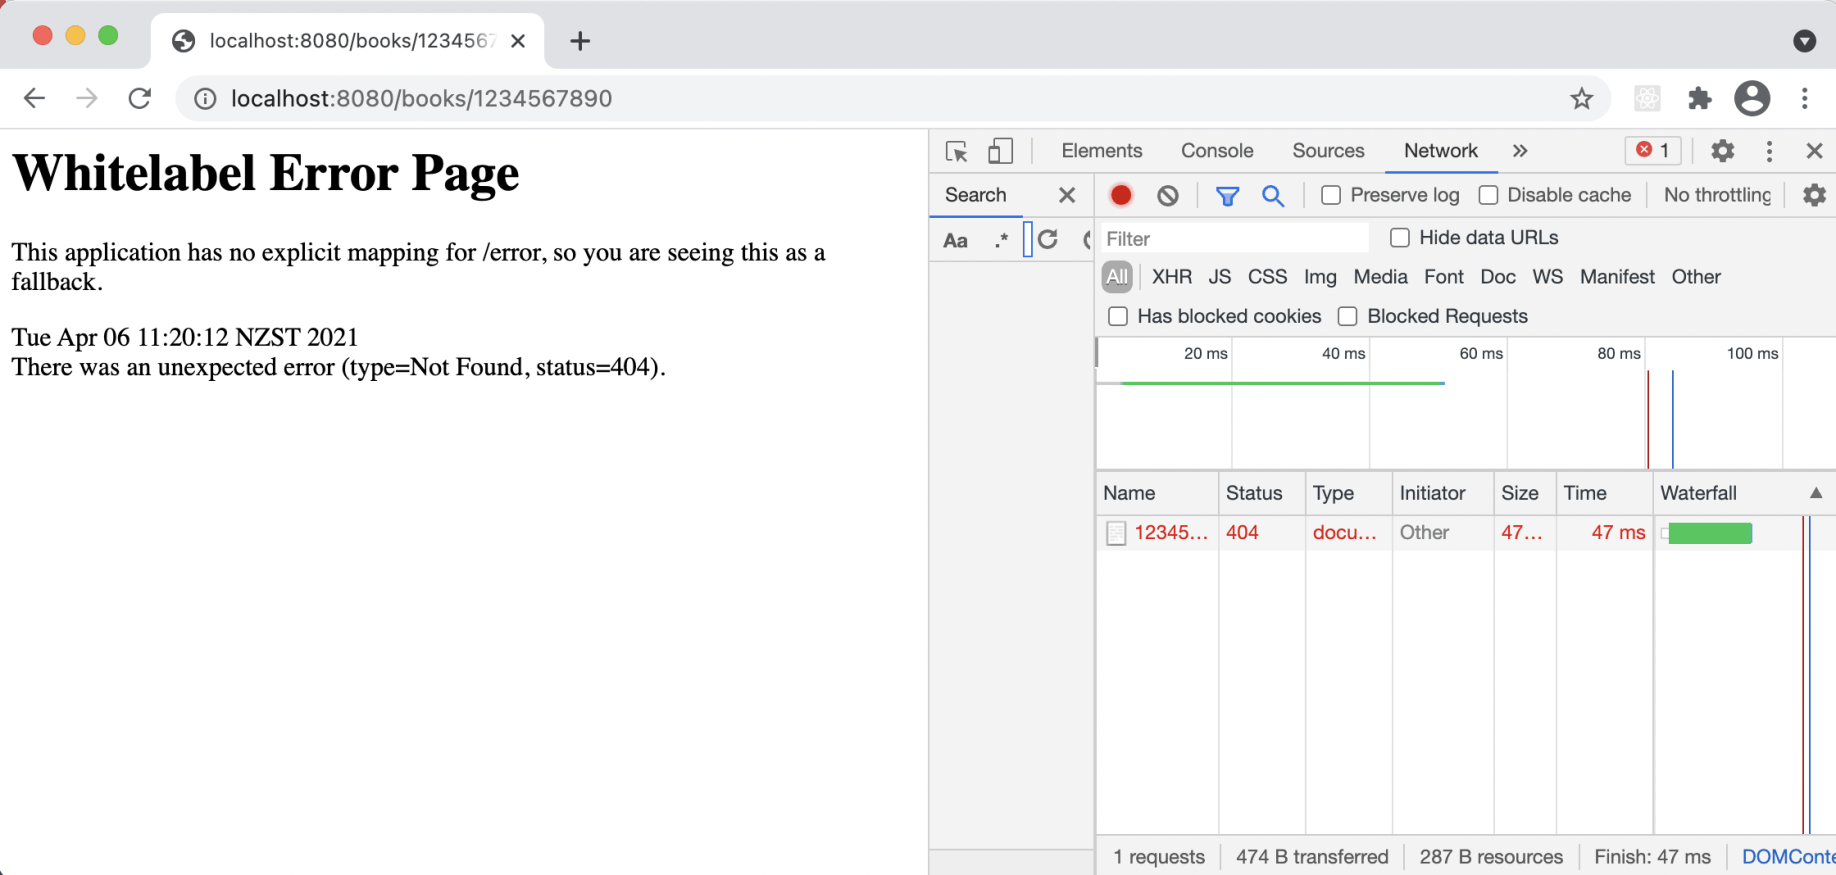 localhost:8080/books/1234567
localhost:8080/books/1234567890
Whitelabel Error Page
This application has no explicit mapping for /error, so you are seeing this as a
fallback.
Tue Apr 06 11:20:12 NZST 2021
There was an unexpected error (type=Not Found, status=404).
Elements Console Sources Network » 1
Search
Preserve log Disable cache No throttling
Aa .*
Filter Hide data URLs
All XHR JS CSS Img Media Font Doc WS Manifest Other
Has blocked cookies Blocked Requests
20 ms 40 ms 60 ms 80 ms 100 ms
Name Status Type Initiator Size Time Waterfall
12345... 404 docu... Other 47... 47 ms
1 requests 474 B transferred 287 B resources Finish: 47 ms DOMConte